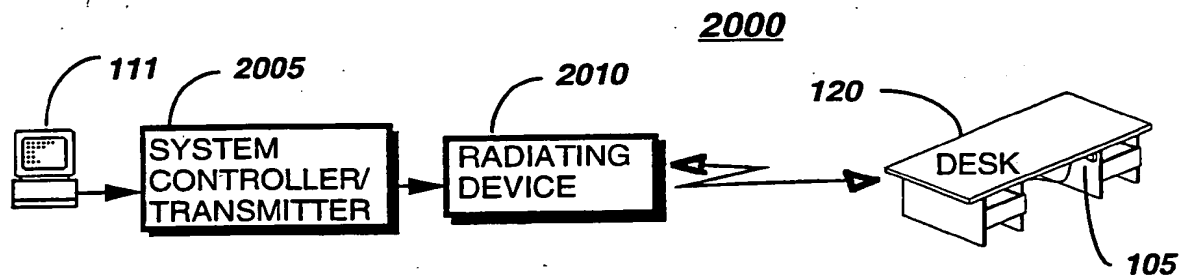 2000
111
2005
2010
120
SYSTEM
CONTROLLER/
TRANSMITTER
RADIATING
DEVICE
DESK
105